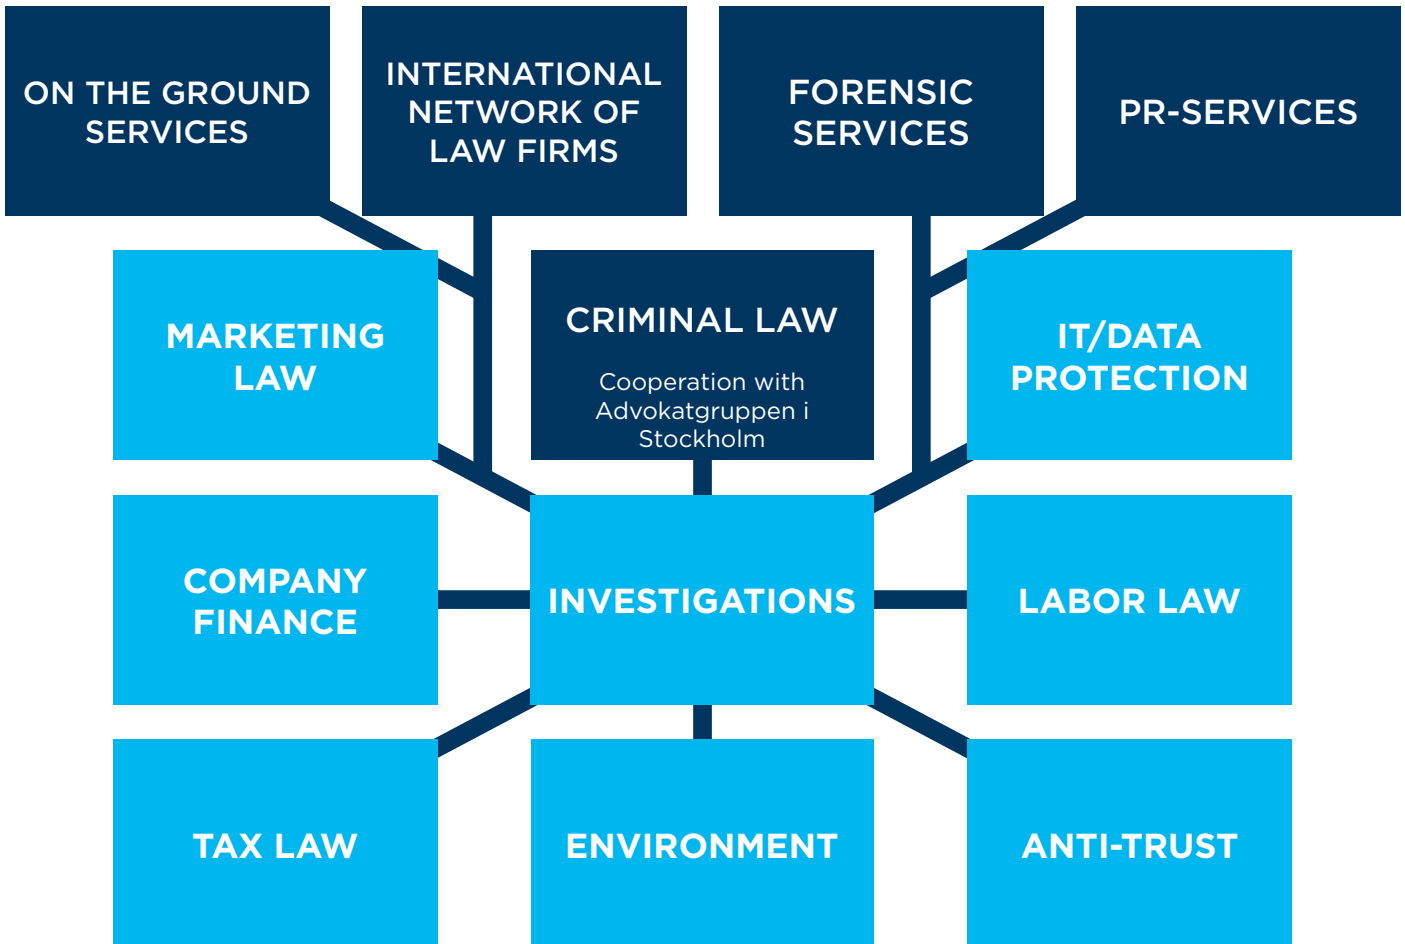 ON THE GROUND
SERVICES
INTERNATIONAL
NETWORK OF
LAW FIRMS
FORENSIC
SERVICES
PR-SERVICES
MARKETING
LAW
CRIMINAL LAW
Cooperation with
Advokatgruppen i
Stockholm
IT/DATA
PROTECTION
COMPANY
FINANCE
INVESTIGATIONS
LABOR LAW
TAX LAW
ENVIRONMENT
ANTI-TRUST